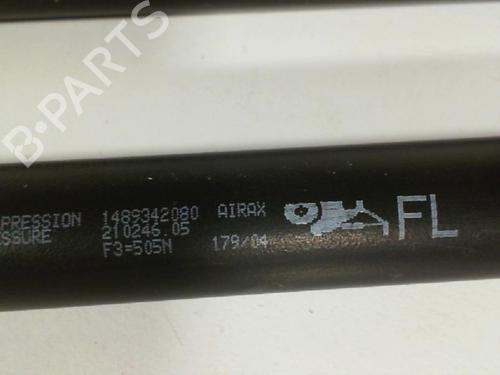 B-PARTS
PRESSION 1489342080 AIRAX
SSURE 210246.05
F3=505N 179/04
FL